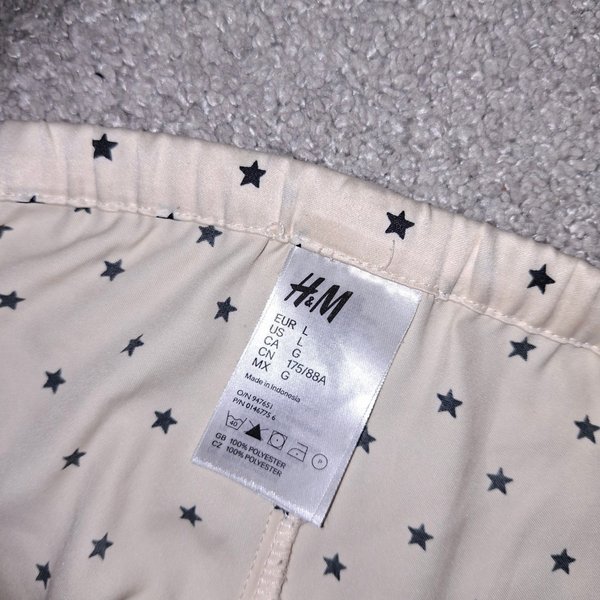 H&M
EUR L
US L
CA G
CN 175/88A
MX G
Made in Indonesia
O/N 947651
P/N 0146775 6
40 P
GB 100% POLYESTER
CZ 100% POLYESTER